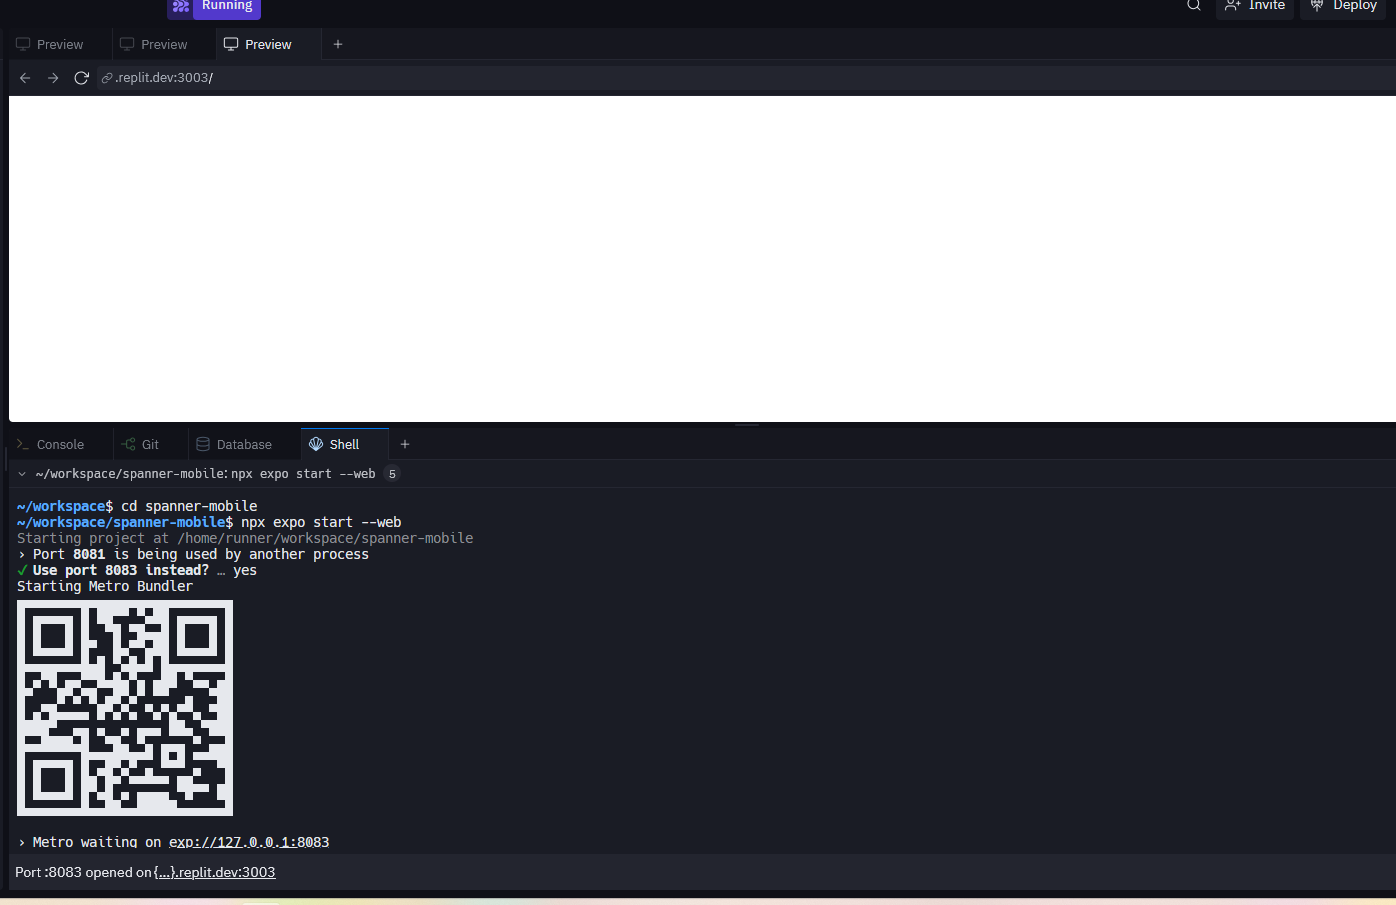 Running
Invite
Deploy
Preview
Preview
Preview
.replit.dev:3003/
Console
Git
Database
Shell
~/workspace/spanner-mobile: npx expo start --web 5
~/workspace$ cd spanner-mobile
~/workspace/spanner-mobile$ npx expo start --web
Starting project at /home/runner/workspace/spanner-mobile
› Port 8081 is being used by another process
✓ Use port 8083 instead? … yes
Starting Metro Bundler
› Metro waiting on exp://127.0.0.1:8083
Port :8083 opened on {...}.replit.dev:3003